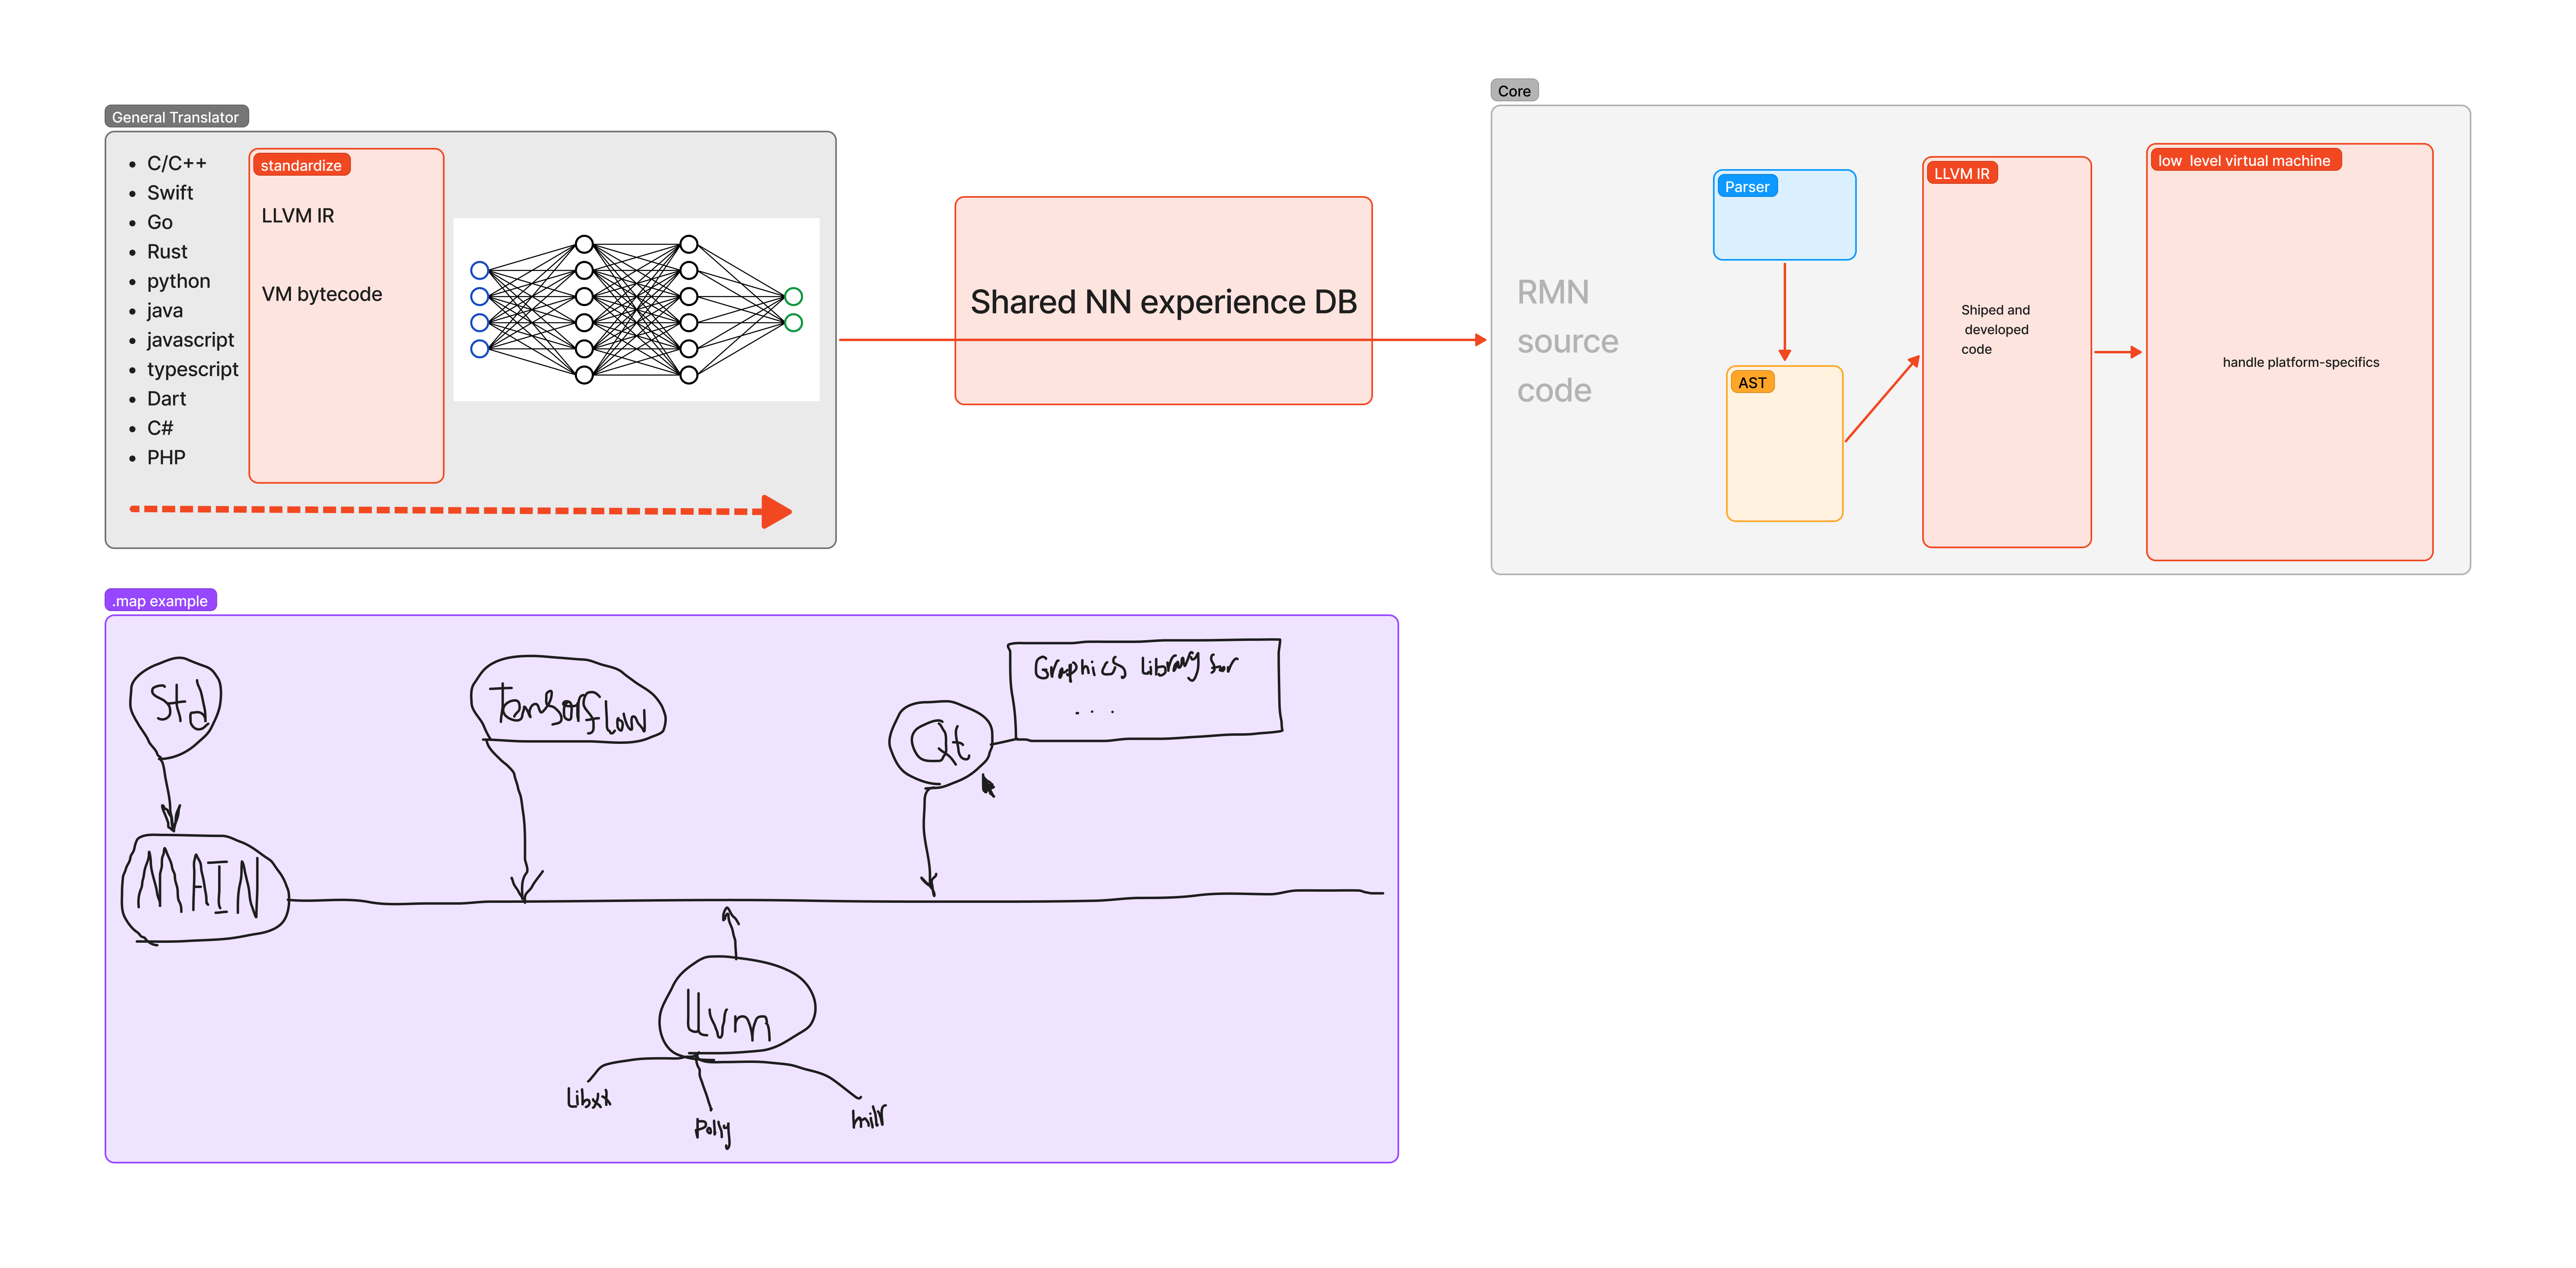 General Translator
C/C++
Swift
Go
Rust
python
java
javascript
typescript
Dart
C#
PHP
standardize
LLVM IR
VM bytecode
Shared NN experience DB
Core
RMN
source
code
Parser
AST
LLVM IR
Shiped and
developed
code
low level virtual machine
handle platform-specifics
.map example
Std
Tensorflow
Qt
Graphics Library for
...
MAIN
llvm
Libxx
Polly
milr